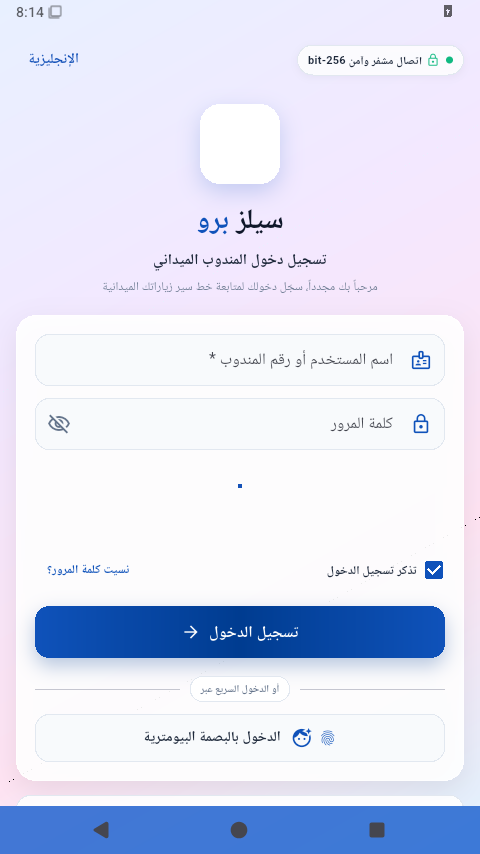 8:14
الإنجليزية
اتصال مشفر وآمن 256-bit
سيلز برو
تسجيل دخول المندوب الميداني
مرحباً بك مجدداً، سجّل دخولك لمتابعة خط سير زياراتك الميدانية
اسم المستخدم أو رقم المندوب *
كلمة المرور
تذكر تسجيل الدخول
نسيت كلمة المرور؟
تسجيل الدخول
أو الدخول السريع عبر
الدخول بالبصمة البيومترية